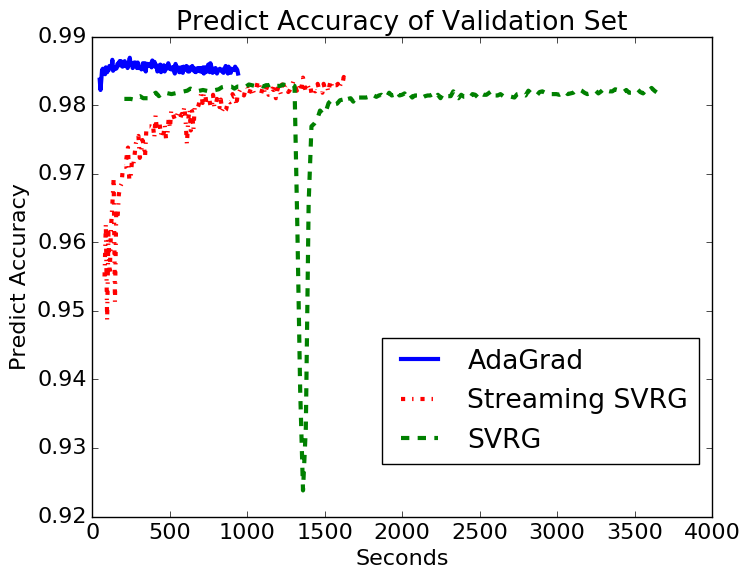 Predict Accuracy of Validation Set
0.99
0.98
0.97
0.96
0.95
0.94
0.93
0.92
Predict Accuracy
AdaGrad
Streaming SVRG
SVRG
0 500 1000 1500 2000 2500 3000 3500 4000
Seconds